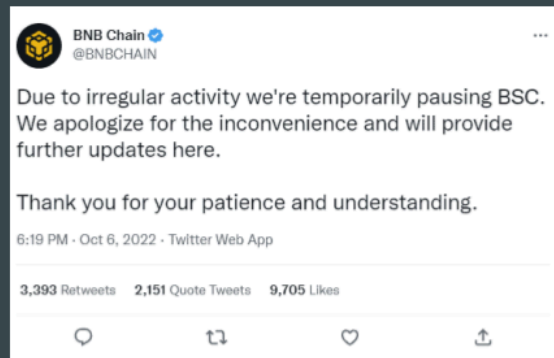 BNB Chain
@BNBCHAIN
Due to irregular activity we're temporarily pausing BSC.
We apologize for the inconvenience and will provide
further updates here.
Thank you for your patience and understanding.
6:19 PM · Oct 6, 2022 · Twitter Web App
3,393 Retweets 2,151 Quote Tweets 9,705 Likes